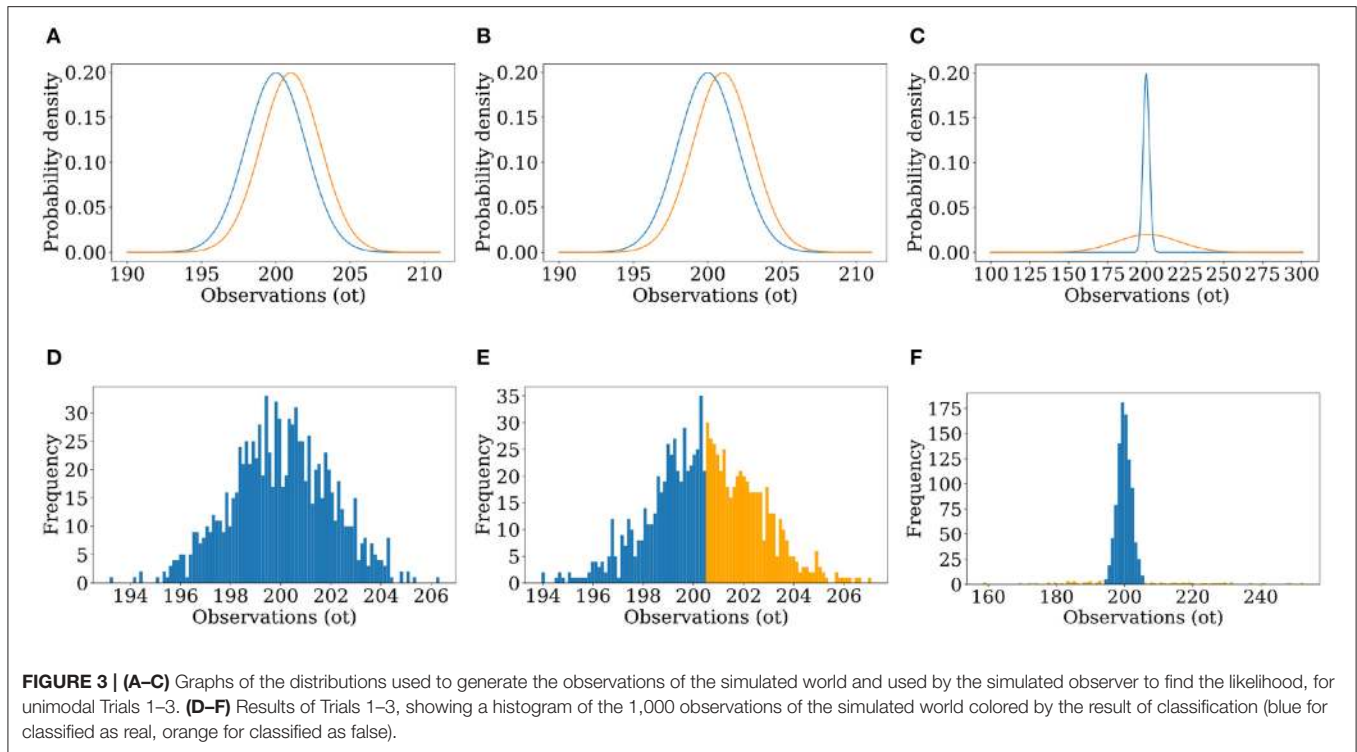 A
B
C
Probability density
0.20
0.15
0.10
0.05
0.00
190 195 200 205 210
Observations (ot)
Probability density
0.20
0.15
0.10
0.05
0.00
190 195 200 205 210
Observations (ot)
Probability density
0.20
0.15
0.10
0.05
0.00
100 125 150 175 200 225 250 275 300
Observations (ot)
D
E
F
Frequency
30
25
20
15
10
5
0
194 196 198 200 202 204 206
Observations (ot)
Frequency
35
30
25
20
15
10
5
0
194 196 198 200 202 204 206
Observations (ot)
Frequency
175
150
125
100
75
50
25
0
160 180 200 220 240
Observations (ot)
FIGURE 3 | (A–C) Graphs of the distributions used to generate the observations of the simulated world and used by the simulated observer to find the likelihood, for
unimodal Trials 1–3. (D–F) Results of Trials 1–3, showing a histogram of the 1,000 observations of the simulated world colored by the result of classification (blue for
classified as real, orange for classified as false).